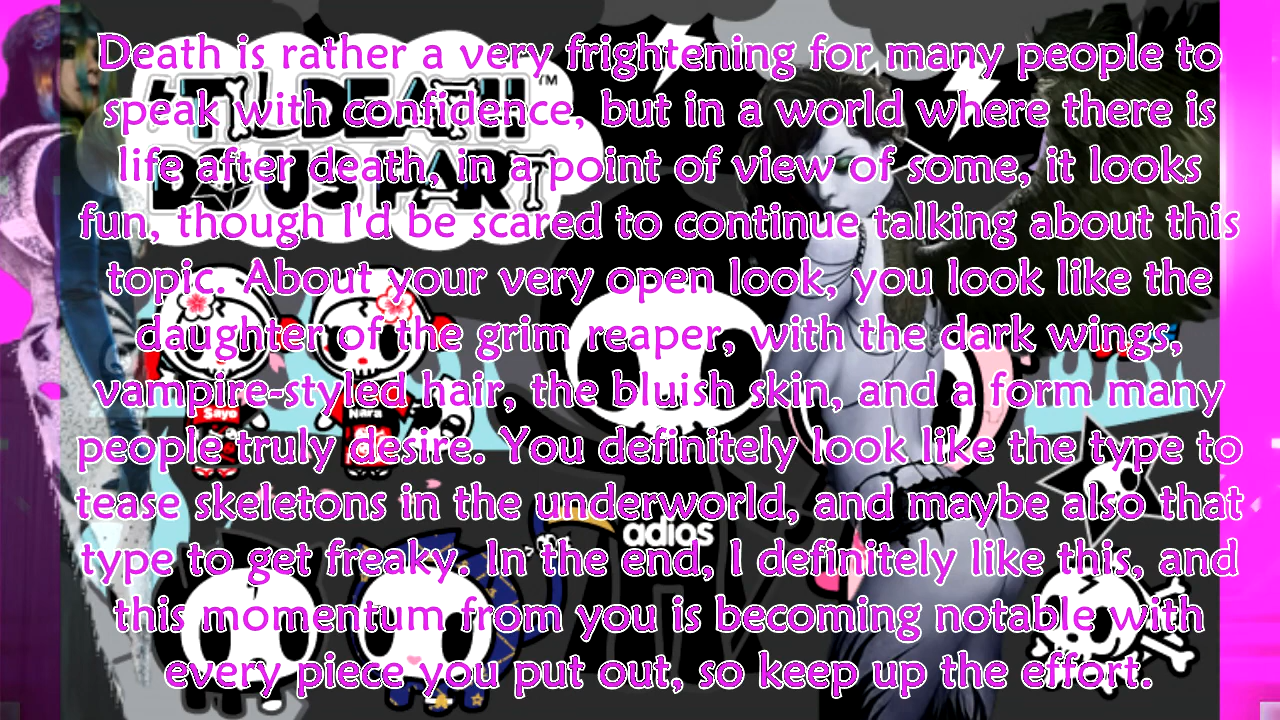 Death is rather a very frightening for many people to
speak with confidence, but in a world where there is
life after death, in a point of view of some, it looks
fun, though I'd be scared to continue talking about this
topic. About your very open look, you look like the
daughter of the grim reaper, with the dark wings,
vampire-styled hair, the bluish skin, and a form many
people truly desire. You definitely look like the type to
tease skeletons in the underworld, and maybe also that
type to get freaky. In the end, I definitely like this, and
this momentum from you is becoming notable with
every piece you put out, so keep up the effort.
'TIL DEATH ™
DO US PART
Sayo
Nara
adios